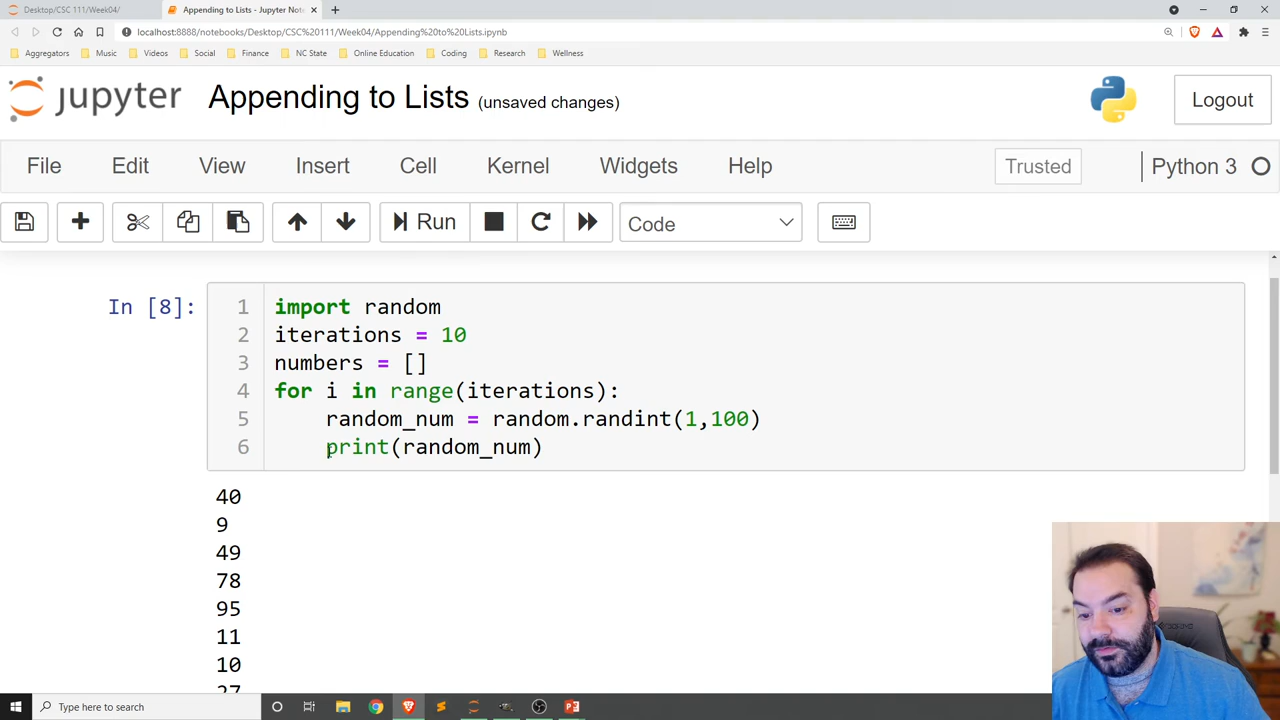 Desktop/CSC 111/Week04/
Appending to Lists - Jupyter Note
localhost:8888/notebooks/Desktop/CSC%20111/Week04/Appending%20to%20Lists.ipynb
Aggregators Music Videos Social Finance NC State Online Education Coding Research Wellness
jupyter Appending to Lists (unsaved changes) Logout
File Edit View Insert Cell Kernel Widgets Help Trusted Python 3
Run Code
In [8]:
1 import random
2 iterations = 10
3 numbers = []
4 for i in range(iterations):
5 random_num = random.randint(1,100)
6 print(random_num)
40
9
49
78
95
11
10
27
Type here to search